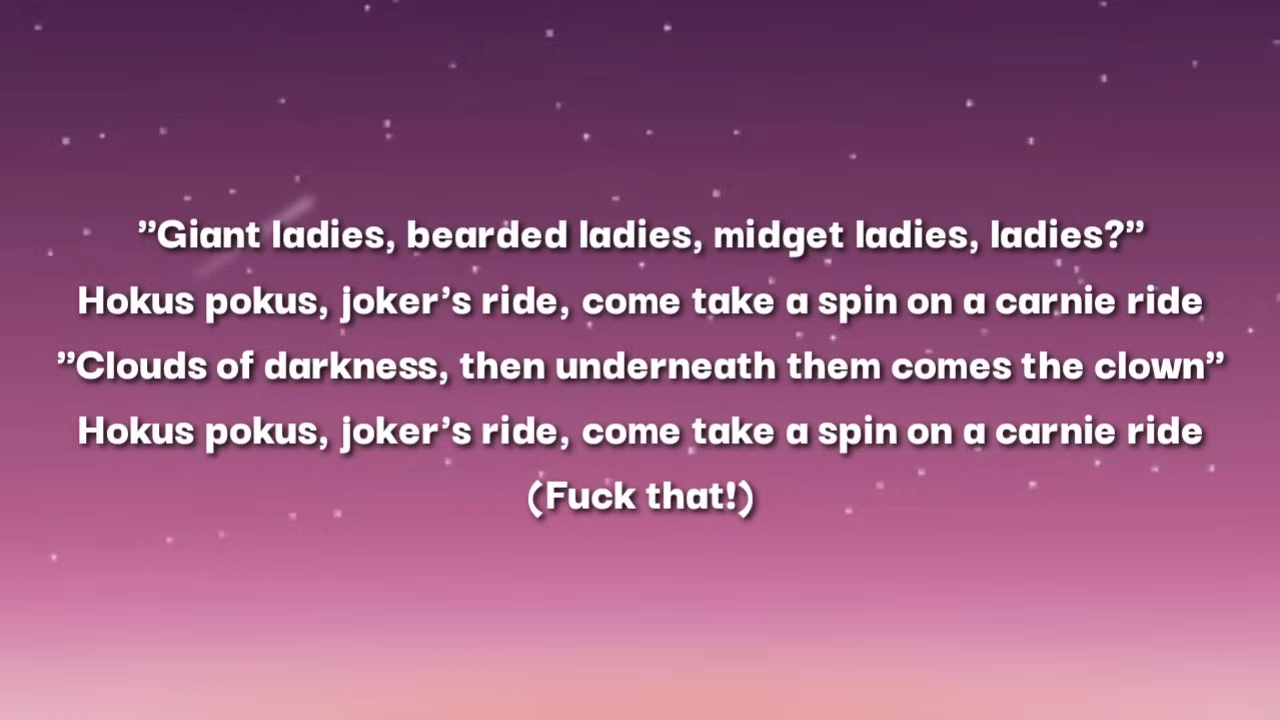 ”Giant ladies, bearded ladies, midget ladies, ladies?”
Hokus pokus, joker’s ride, come take a spin on a carnie ride
”Clouds of darkness, then underneath them comes the clown”
Hokus pokus, joker’s ride, come take a spin on a carnie ride
(Fuck that!)